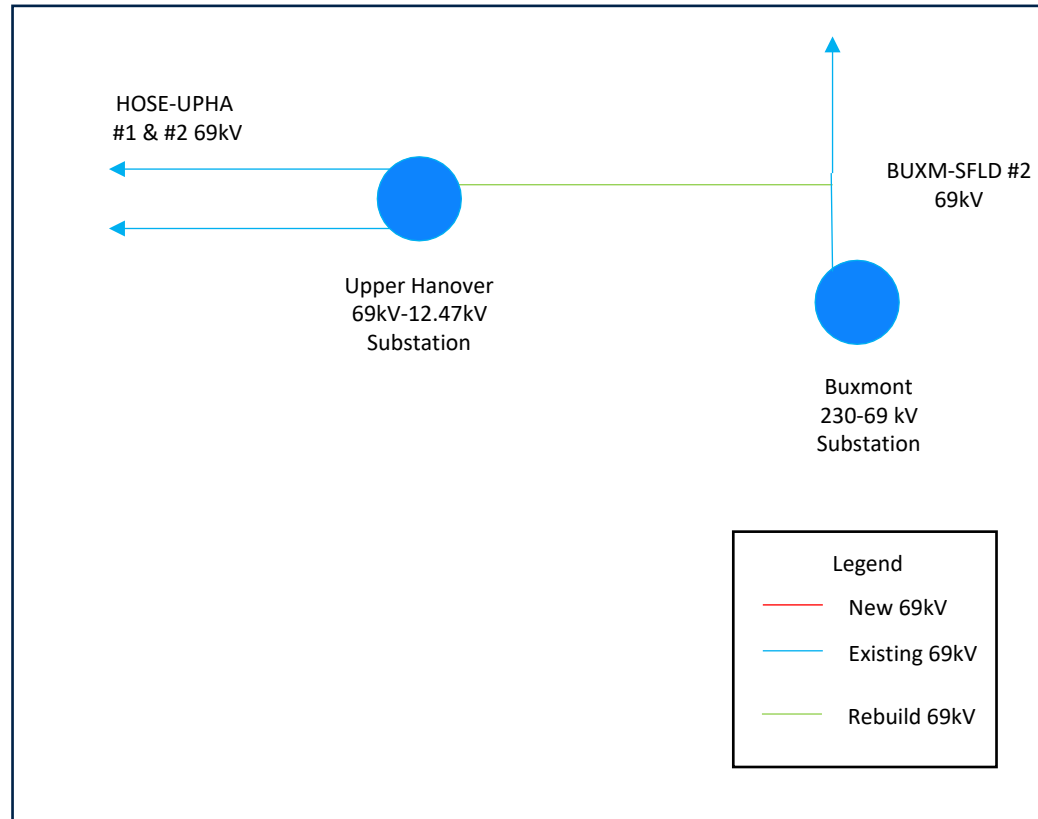 HOSE-UPHA
#1 & #2 69kV
BUXM-SFLD #2
69kV
Upper Hanover
69kV-12.47kV
Substation
Buxmont
230-69 kV
Substation
Legend
New 69kV
Existing 69kV
Rebuild 69kV